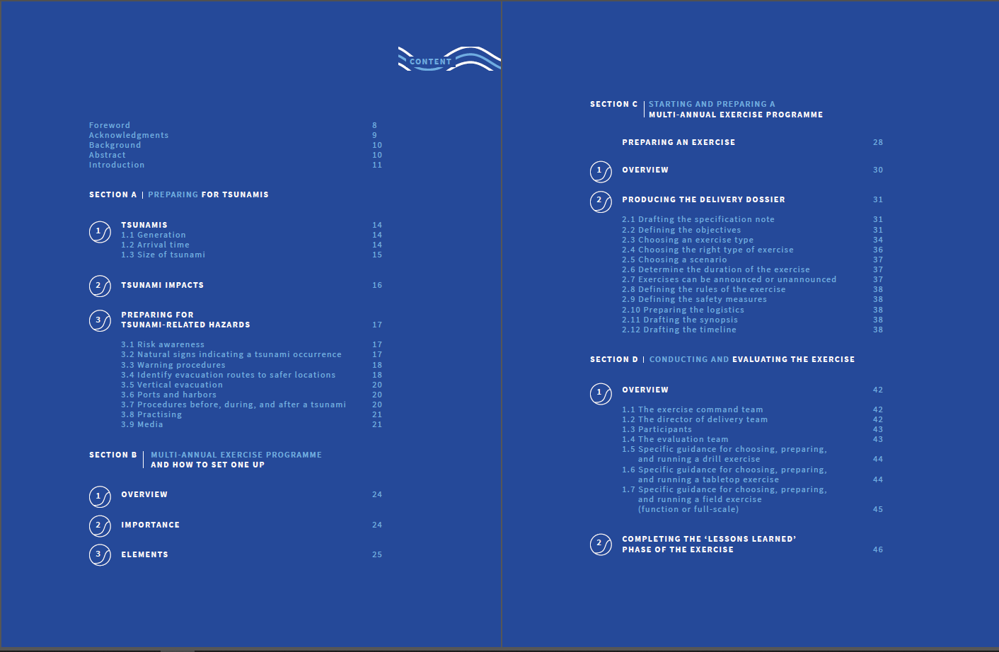 CONTENT
Foreword 8
Acknowledgments 9
Background 10
Abstract 10
Introduction 11
SECTION A | PREPARING FOR TSUNAMIS
1 TSUNAMIS 14
1.1 Generation 14
1.2 Arrival time 14
1.3 Size of tsunami 15
2 TSUNAMI IMPACTS 16
3 PREPARING FOR
TSUNAMI-RELATED HAZARDS 17
3.1 Risk awareness 17
3.2 Natural signs indicating a tsunami occurrence 17
3.3 Warning procedures 18
3.4 Identify evacuation routes to safer locations 18
3.5 Vertical evacuation 20
3.6 Ports and harbors 20
3.7 Procedures before, during, and after a tsunami 20
3.8 Practising 21
3.9 Media 21
SECTION B | MULTI-ANNUAL EXERCISE PROGRAMME
AND HOW TO SET ONE UP
1 OVERVIEW 24
2 IMPORTANCE 24
3 ELEMENTS 25
SECTION C | STARTING AND PREPARING A
MULTI-ANNUAL EXERCISE PROGRAMME
PREPARING AN EXERCISE 28
1 OVERVIEW 30
2 PRODUCING THE DELIVERY DOSSIER 31
2.1 Drafting the specification note 31
2.2 Defining the objectives 31
2.3 Choosing an exercise type 34
2.4 Choosing the right type of exercise 36
2.5 Choosing a scenario 37
2.6 Determine the duration of the exercise 37
2.7 Exercises can be announced or unannounced 37
2.8 Defining the rules of the exercise 38
2.9 Defining the safety measures 38
2.10 Preparing the logistics 38
2.11 Drafting the synopsis 38
2.12 Drafting the timeline 38
SECTION D | CONDUCTING AND EVALUATING THE EXERCISE
1 OVERVIEW 42
1.1 The exercise command team 42
1.2 The director of delivery team 42
1.3 Participants 43
1.4 The evaluation team 43
1.5 Specific guidance for choosing, preparing,
and running a drill exercise 44
1.6 Specific guidance for choosing, preparing,
and running a tabletop exercise 44
1.7 Specific guidance for choosing, preparing,
and running a field exercise
(function or full-scale) 45
2 COMPLETING THE ‘LESSONS LEARNED’
PHASE OF THE EXERCISE 46